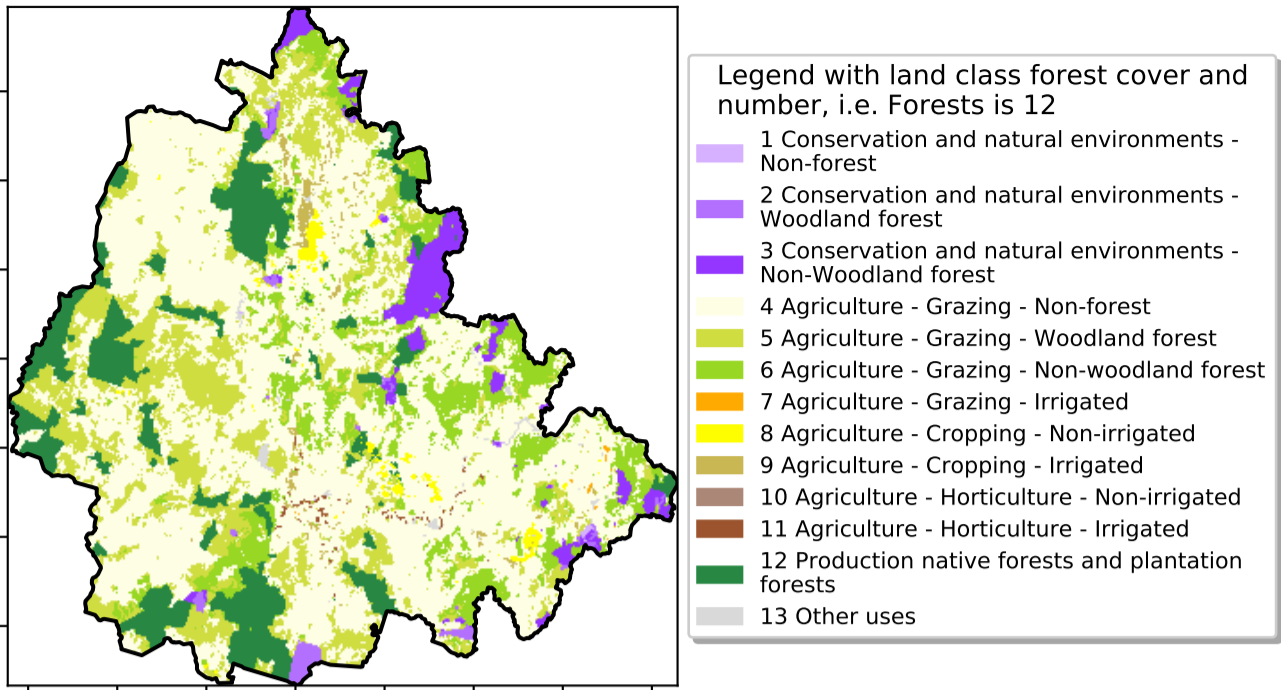 Legend with land class forest cover and
number, i.e. Forests is 12
1 Conservation and natural environments -
Non-forest
2 Conservation and natural environments -
Woodland forest
3 Conservation and natural environments -
Non-Woodland forest
4 Agriculture - Grazing - Non-forest
5 Agriculture - Grazing - Woodland forest
6 Agriculture - Grazing - Non-woodland forest
7 Agriculture - Grazing - Irrigated
8 Agriculture - Cropping - Non-irrigated
9 Agriculture - Cropping - Irrigated
10 Agriculture - Horticulture - Non-irrigated
11 Agriculture - Horticulture - Irrigated
12 Production native forests and plantation
forests
13 Other uses